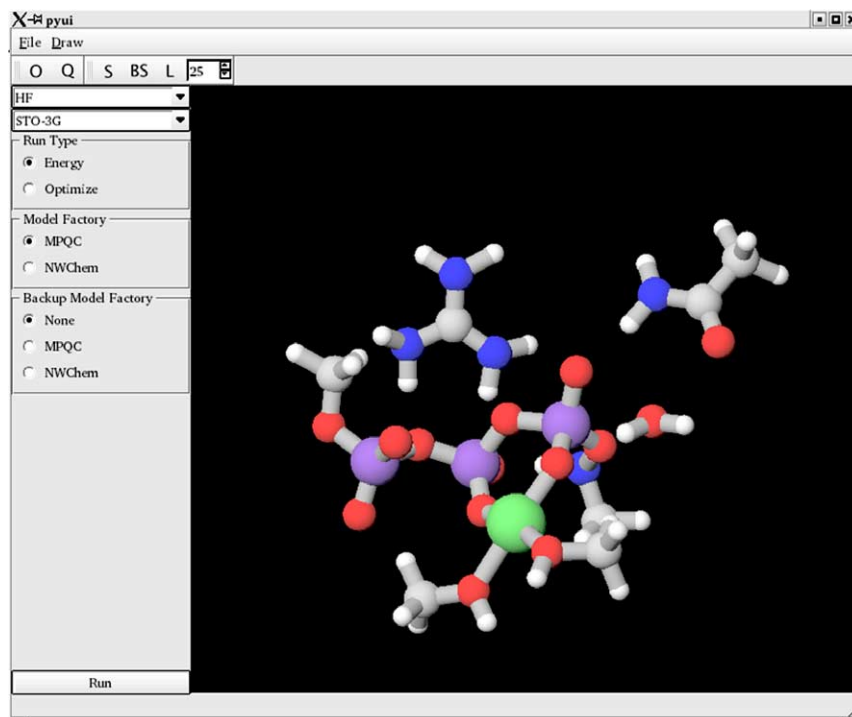 pyui
File Draw
O Q S BS L 25
HF
STO-3G
Run Type
Energy
Optimize
Model Factory
MPQC
NWChem
Backup Model Factory
None
MPQC
NWChem
Run